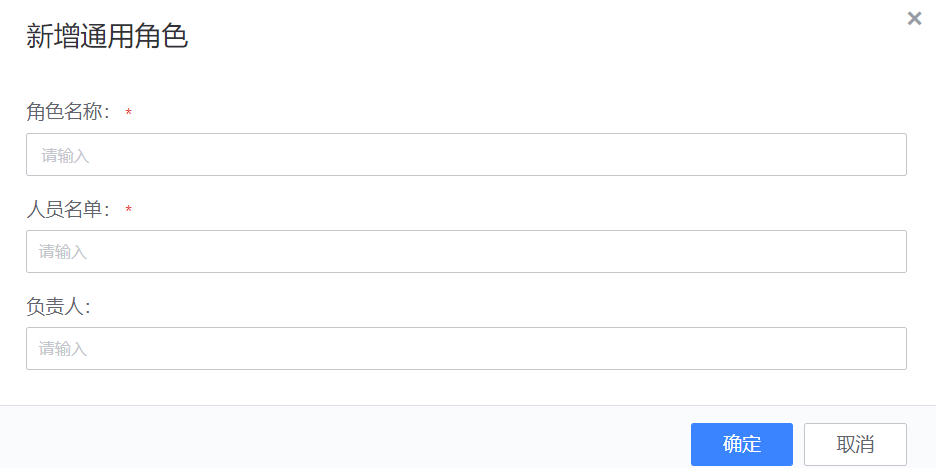 新增通用角色
×
角色名称: *
请输入
人员名单: *
请输入
负责人:
请输入
确定 取消